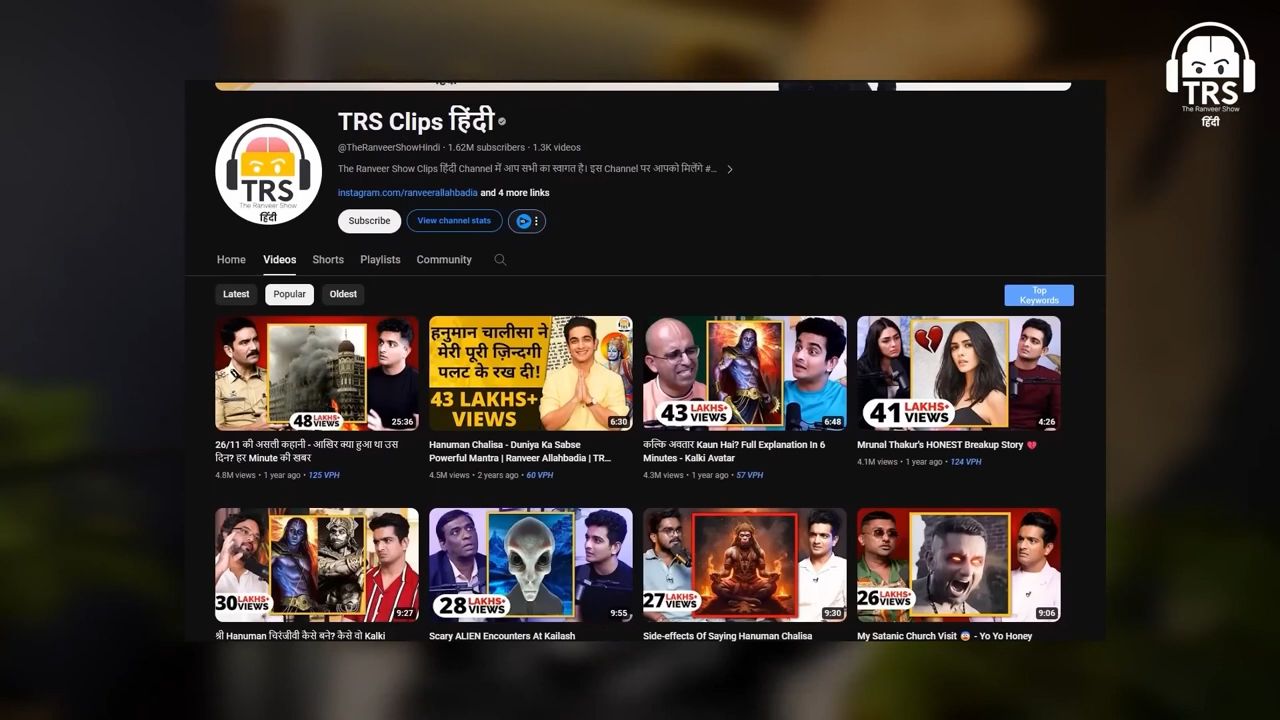 TRS
The Ranveer Show
हिंदी
TRS Clips हिंदी
@TheRanveerShowHindi · 1.62M subscribers · 1.3K videos
The Ranveer Show Clips हिंदी Channel में आप सभी का स्वागत है। इस Channel पर आपको मिलेंगे #...
instagram.com/ranveerallahbadia and 4 more links
TRS
The Ranveer Show
हिंदी
Subscribe
View channel stats
Home Videos Shorts Playlists Community
Latest Popular Oldest
Top
Keywords
48 LAKHS+
VIEWS
25:36
हनुमान चालीसा ने
मेरी पूरी ज़िन्दगी
पलट के रख दी!
43 LAKHS+
VIEWS
6:30
43 LAKHS+
VIEWS
6:48
41 LAKHS+
VIEWS
4:26
26/11 की असली कहानी - आखिर क्या हुआ था उस
दिन? हर Minute की खबर
4.8M views • 1 year ago • 125 VPH
Hanuman Chalisa - Duniya Ka Sabse
Powerful Mantra | Ranveer Allahbadia | TR...
4.5M views • 2 years ago • 60 VPH
कल्कि अवतार Kaun Hai? Full Explanation In 6
Minutes - Kalki Avatar
4.3M views • 1 year ago • 57 VPH
Mrunal Thakur's HONEST Breakup Story 💔
4.1M views • 1 year ago • 124 VPH
30 LAKHS+
VIEWS
9:27
28 LAKHS+
VIEWS
9:55
27 LAKHS+
VIEWS
9:30
26 LAKHS+
VIEWS
9:06
श्री Hanuman चिरंजीवी कैसे बने? कैसे वो Kalki
Scary ALIEN Encounters At Kailash
Side-effects Of Saying Hanuman Chalisa
My Satanic Church Visit 😨 - Yo Yo Honey